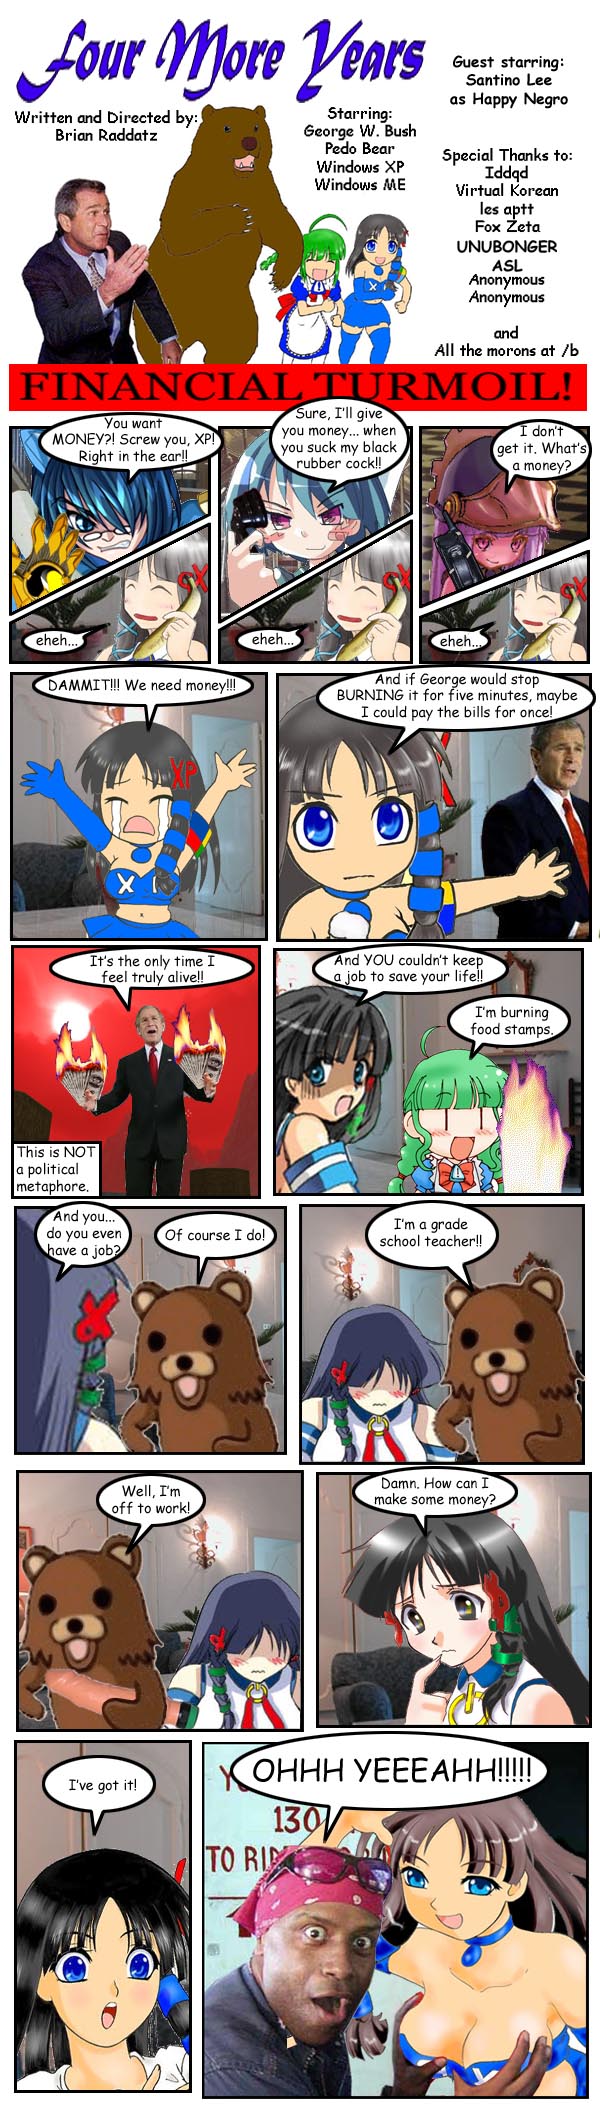 Four More Years
Written and Directed by:
Brian Raddatz
Starring:
George W. Bush
Pedo Bear
Windows XP
Windows ME
Guest starring:
Santino Lee
as Happy Negro
Special Thanks to:
Iddqd
Virtual Korean
les aptt
Fox Zeta
UNUBONGER
ASL
Anonymous
Anonymous
and
All the morons at /b
FINANCIAL TURMOIL!
You want
MONEY?! Screw you, XP!
Right in the ear!!
eheh...
Sure, I'll give
you money... when
you suck my black
rubber cock!!
eheh...
I don't
get it. What's
a money?
eheh...
DAMMIT!!! We need money!!!
XP
X
And if George would stop
BURNING it for five minutes, maybe
I could pay the bills for once!
It's the only time I
feel truly alive!!
This is NOT
a political
metaphore.
And YOU couldn't keep
a job to save your life!!
I'm burning
food stamps.
And you...
do you even
have a job?
Of course I do!
I'm a grade
school teacher!!
Well, I'm
off to work!
Damn. How can I
make some money?
I've got it!
OHHH YEEEAHH!!!!!
130
TO RID